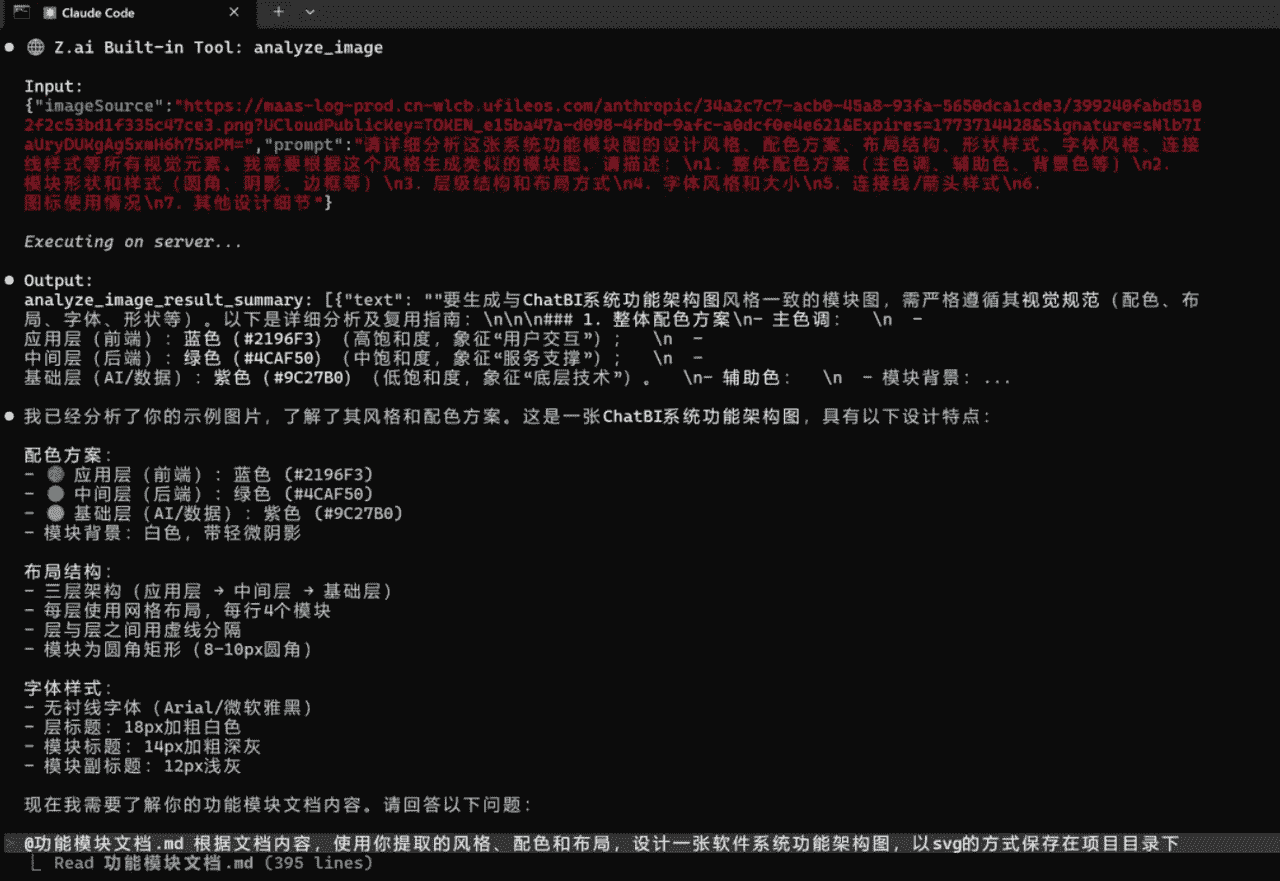 Claude Code
Z.ai Built-in Tool: analyze_image
Input:
{"imageSource":"https://maas-log-prod.cn-wlcb.ufileos.com/anthropic/34a2c7c7-acb0-45a8-93fa-5650dca1cde3/399240fabd510
2f2c53bd1f335c47ce3.png?UCloudPublicKey=TOKEN_e15ba47a-d098-4fbd-9afc-a0dcf0e4e621&Expires=1773714428&Signature=sNlb7I
aUryDUKgAg5xmH6h75xPM=","prompt":"请详细分析这张系统功能模块图的设计风格、配色方案、布局结构、形状样式、字体风格、连接
线样式等所有视觉元素。我需要根据这个风格生成类似的模块图。请描述：\n1. 整体配色方案（主色调、辅助色、背景色等）\n2.
模块形状和样式（圆角、阴影、边框等）\n3. 层级结构和布局方式\n4. 字体风格和大小\n5. 连接线/箭头样式\n6.
图标使用情况\n7. 其他设计细节"}
Executing on server...
Output:
analyze_image_result_summary: [{"text": ""要生成与ChatBI系统功能架构图风格一致的模块图，需严格遵循其视觉规范（配色、布
局、字体、形状等）。以下是详细分析及复用指南：\n\n\n### 1. 整体配色方案\n- 主色调： \n -
应用层（前端）：蓝色（#2196F3）（高饱和度，象征“用户交互”）； \n -
中间层（后端）：绿色（#4CAF50）（中饱和度，象征“服务支撑”）； \n -
基础层（AI/数据）：紫色（#9C27B0）（低饱和度，象征“底层技术”）。 \n- 辅助色： \n - 模块背景：...
我已经分析了你的示例图片，了解了其风格和配色方案。这是一张ChatBI系统功能架构图，具有以下设计特点：
配色方案：
- 应用层（前端）：蓝色（#2196F3）
- 中间层（后端）：绿色（#4CAF50）
- 基础层（AI/数据）：紫色（#9C27B0）
- 模块背景：白色，带轻微阴影
布局结构：
- 三层架构（应用层 → 中间层 → 基础层）
- 每层使用网格布局，每行4个模块
- 层与层之间用虚线分隔
- 模块为圆角矩形（8-10px圆角）
字体样式：
- 无衬线字体（Arial/微软雅黑）
- 层标题：18px加粗白色
- 模块标题：14px加粗深灰
- 模块副标题：12px浅灰
现在我需要了解你的功能模块文档内容。请回答以下问题：
> @功能模块文档.md 根据文档内容，使用你提取的风格、配色和布局，设计一张软件系统功能架构图，以svg的方式保存在项目目录下
Read 功能模块文档.md (395 lines)